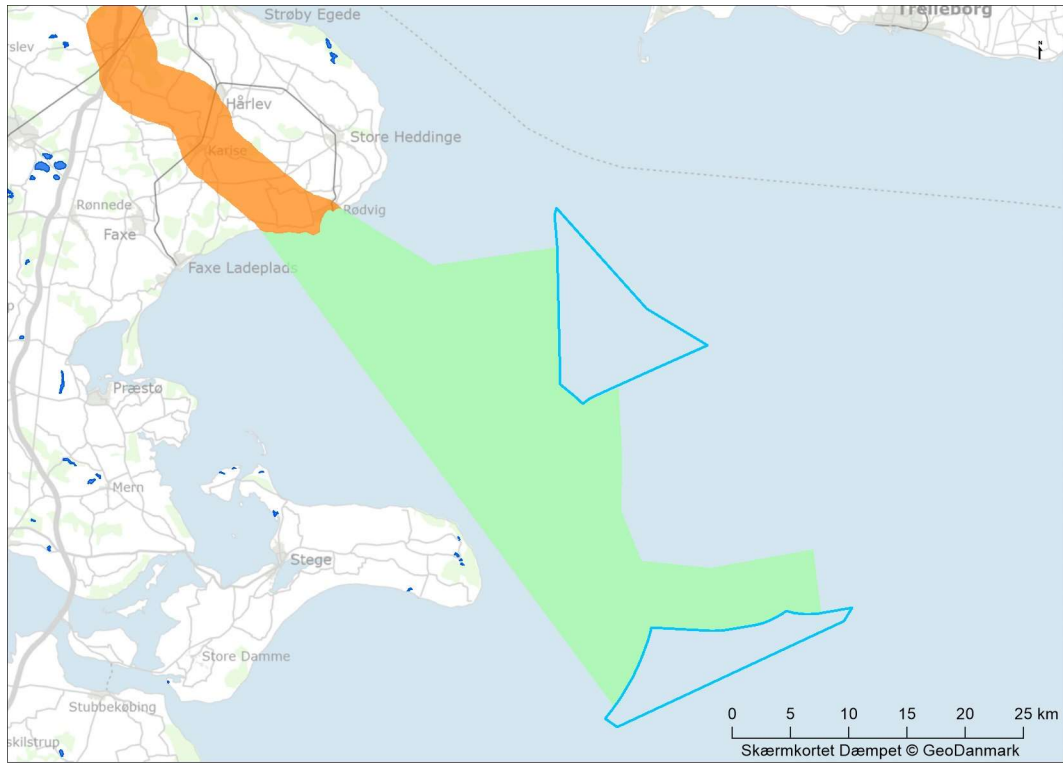 Strøby Egede
Trelleborg
rslev
N
Hårlev
Store Heddinge
Karise
Rønnede
Rødvig
Faxe
Faxe Ladeplads
Præstø
Mern
Stege
Store Damme
Stubbekøbing
skilstrup
0 5 10 15 20 25 km
Skærmkortet Dæmpet © GeoDanmark